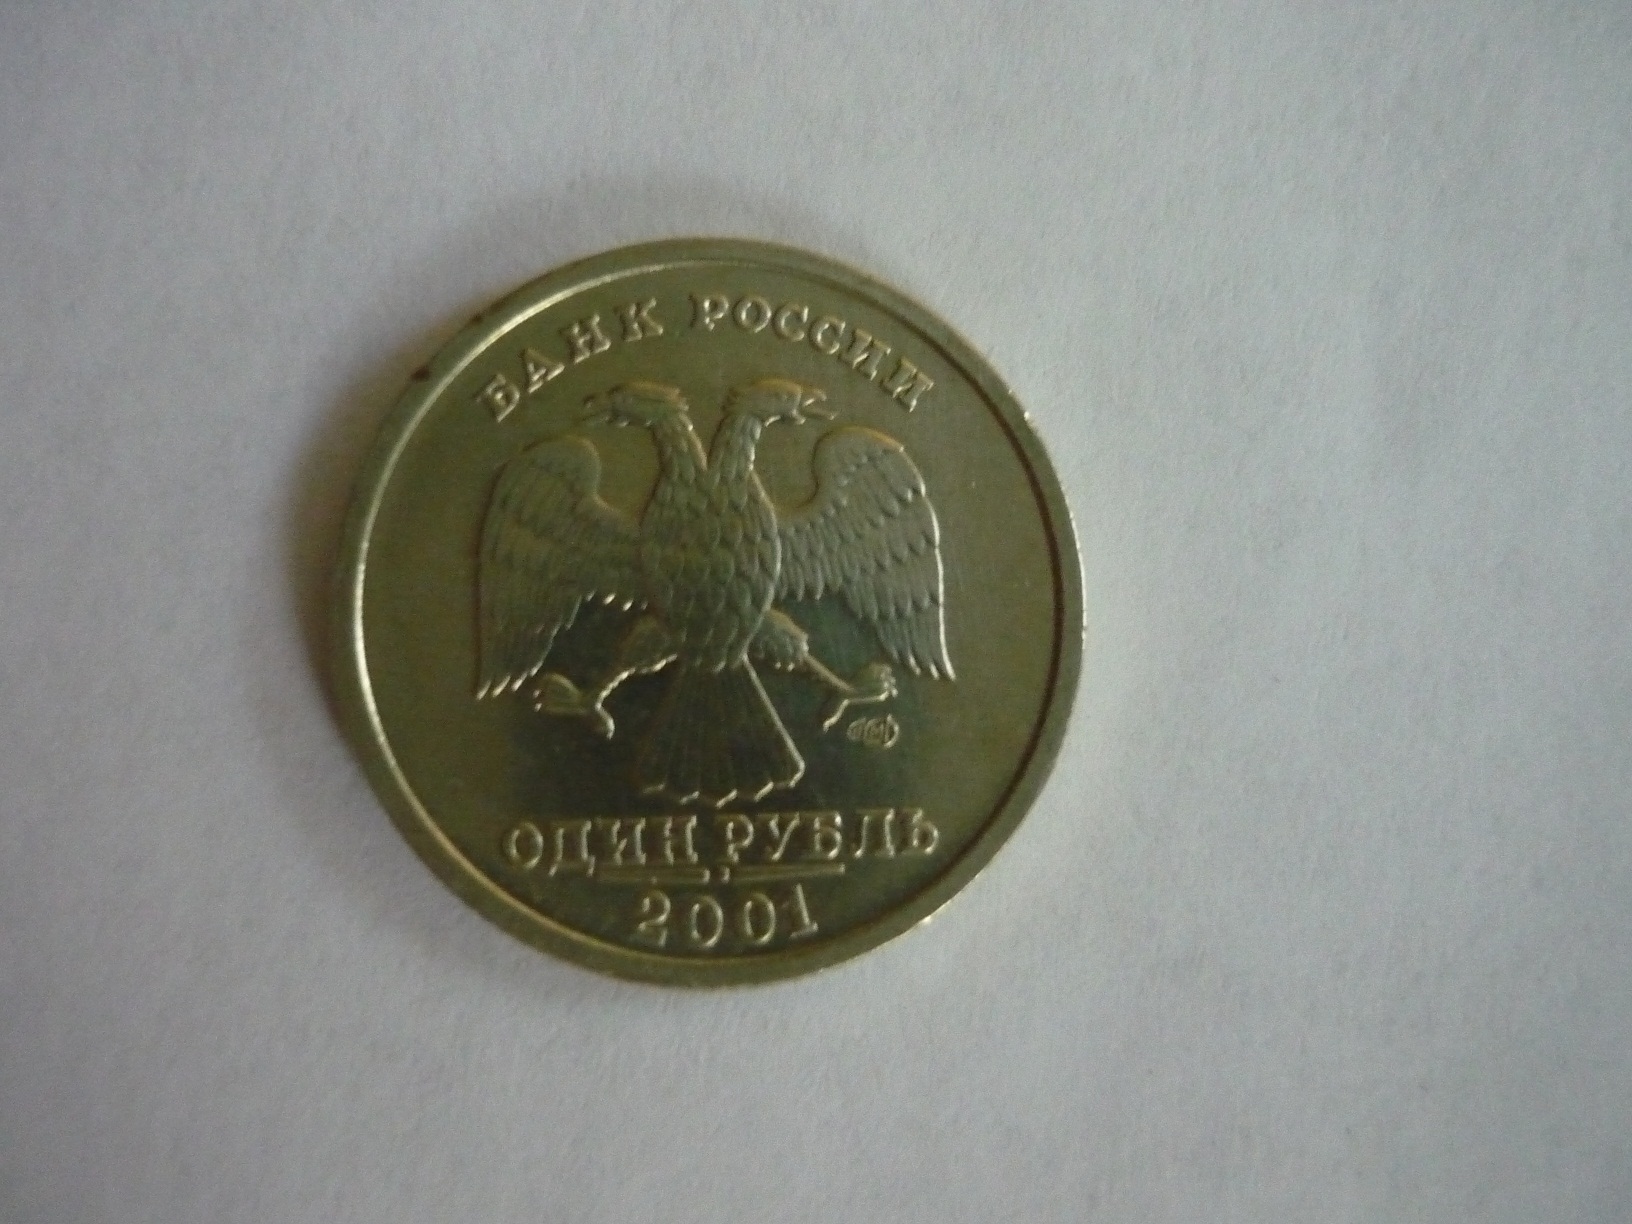 БАНК РОССИИ
ОДИН РУБЛЬ
2001